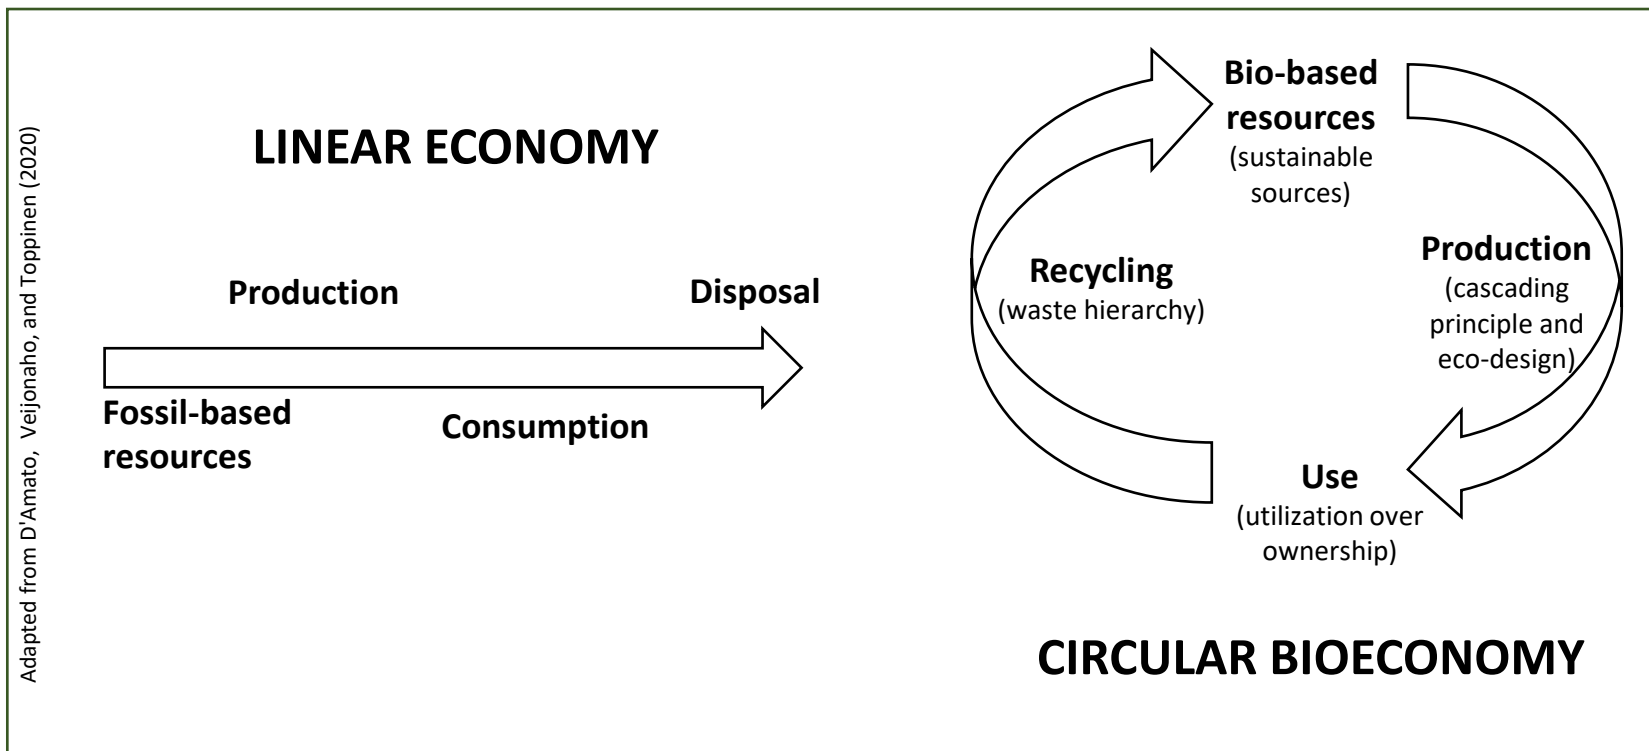 Adapted from D'Amato, Veijonaho, and Toppinen (2020)
LINEAR ECONOMY
Production
Disposal
Fossil-based
resources
Consumption
Bio-based
resources
(sustainable
sources)
Production
(cascading
principle and
eco-design)
Use
(utilization over
ownership)
Recycling
(waste hierarchy)
CIRCULAR BIOECONOMY